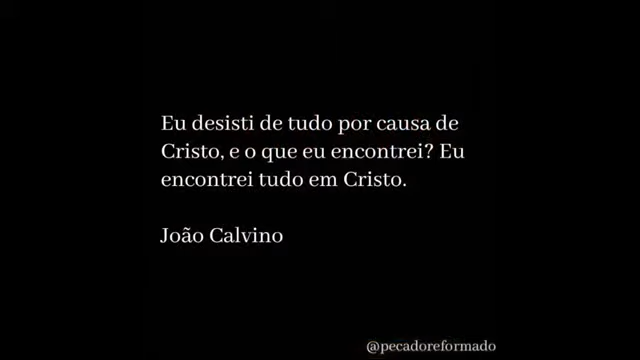 Eu desisti de tudo por causa de
Cristo, e o que eu encontrei? Eu
encontrei tudo em Cristo.
João Calvino
@pecadoreformado